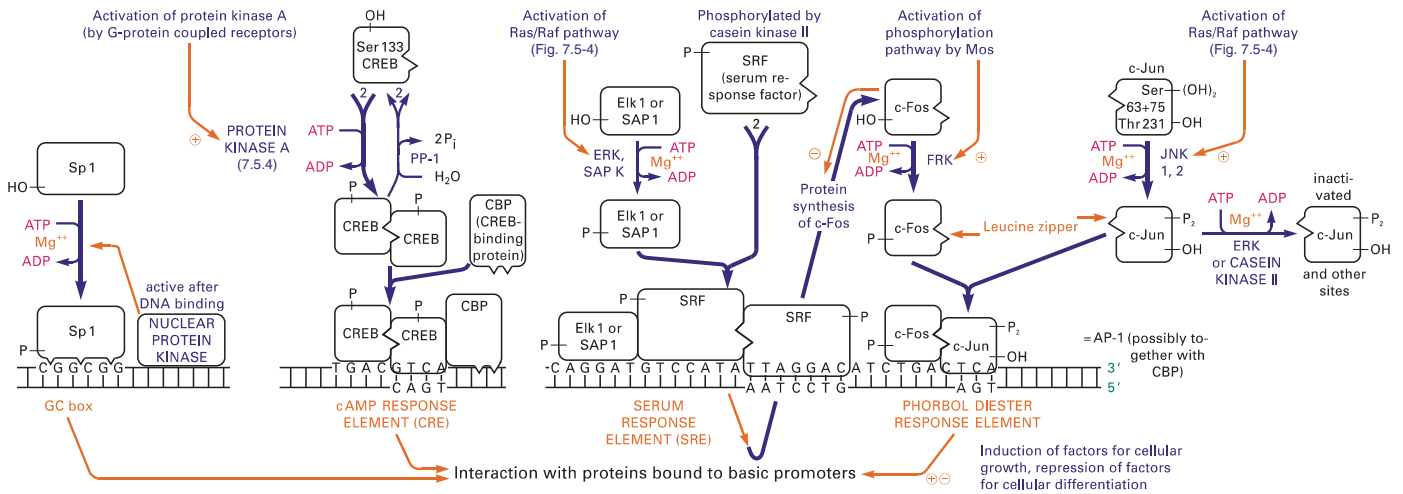 Activation of protein kinase A
(by G-protein coupled receptors)
OH
Ser 133
CREB
Activation of
Ras/Raf pathway
(Fig. 7.5-4)
Phosphorylated by
casein kinase II
P
SRF
(serum re-
sponse factor)
Activation of
phosphorylation
pathway by Mos
Activation of
Ras/Raf pathway
(Fig. 7.5-4)
c-Jun
Ser
63+75
Thr 231
(OH)2
OH
Elk 1 or
SAP 1
HO
c-Fos
HO
2
2
2
PROTEIN
KINASE A
(7.5.4)
+
ATP
ADP
2Pi
PP-1
H2O
ERK,
SAP K
ATP
Mg++
ADP
−
Protein
synthesis
of c-Fos
ATP
Mg++
ADP
FRK
+
ATP
Mg++
ADP
JNK
1, 2
+
Sp 1
HO
ATP
Mg++
ADP
P
CREB
P
CREB
CBP
(CREB-
binding
protein)
Elk 1 or
SAP 1
P
c-Fos
P
Leucine zipper
c-Jun
P2
OH
ATP
ADP
Mg++
ERK
or CASEIN
KINASE II
inacti-
vated
c-Jun
P2
OH
and other
sites
active after
DNA binding
NUCLEAR
PROTEIN
KINASE
Sp 1
P
P
CREB
P
CREB
CBP
Elk 1 or
SAP 1
P
P
SRF
SRF
P
c-Fos
P
c-Jun
P2
OH
=AP-1 (possibly to-
gether with
CBP)
CGGCGG
TGACGTCA
CAGT
-CAGGATGTCCATATTAGGACATCTGACTCA
AATCCTG
AGT
3′
5′
GC box
cAMP RESPONSE
ELEMENT (CRE)
SERUM
RESPONSE
ELEMENT (SRE)
PHORBOL DIESTER
RESPONSE ELEMENT
Interaction with proteins bound to basic promoters
+−
Induction of factors for cellular
growth, repression of factors
for cellular differentiation